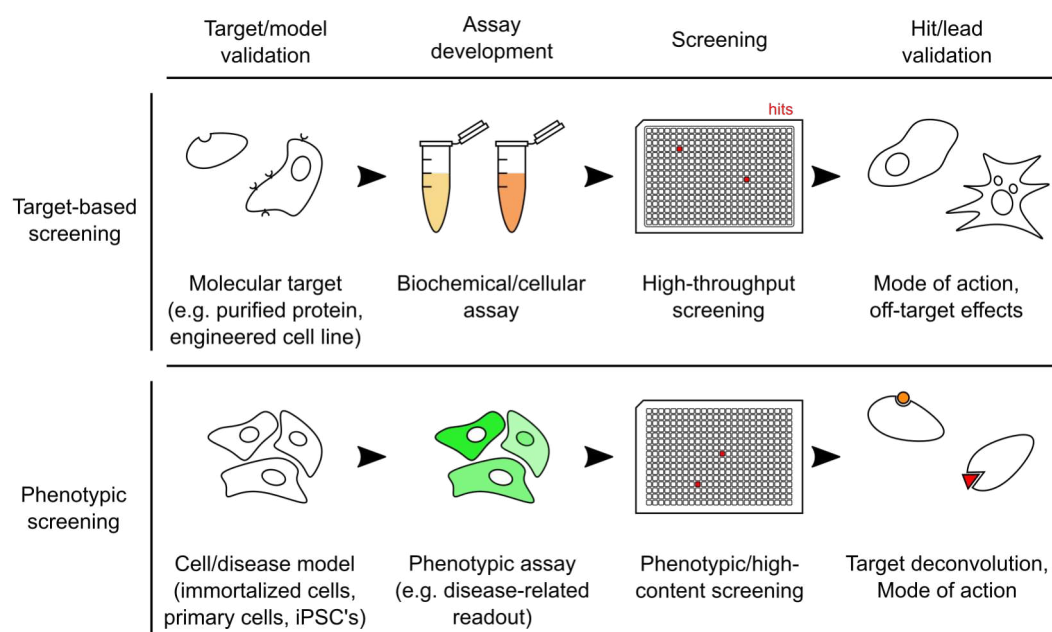 Target/model
validation
Assay
development
Screening
Hit/lead
validation
Target-based
screening
hits
Molecular target
(e.g. purified protein,
engineered cell line)
Biochemical/cellular
assay
High-throughput
screening
Mode of action,
off-target effects
Phenotypic
screening
Cell/disease model
(immortalized cells,
primary cells, iPSC's)
Phenotypic assay
(e.g. disease-related
readout)
Phenotypic/high-
content screening
Target deconvolution,
Mode of action